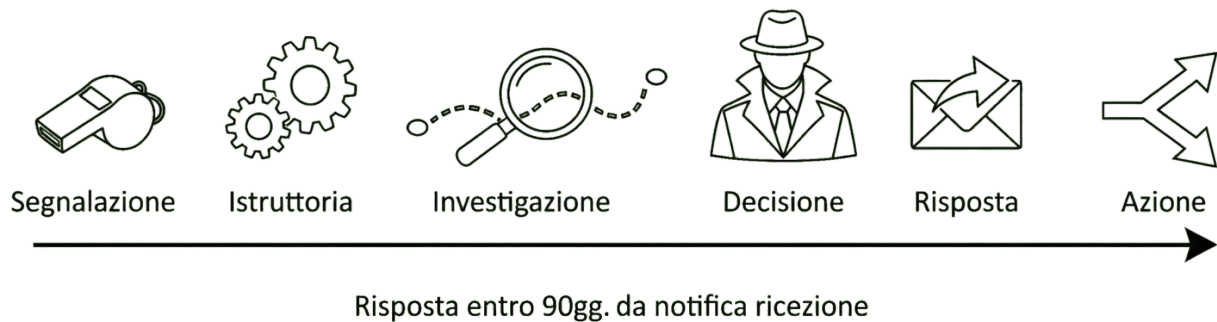 Segnalazione Istruttoria Investigazione Decisione Risposta Azione
Risposta entro 90gg. da notifica ricezione